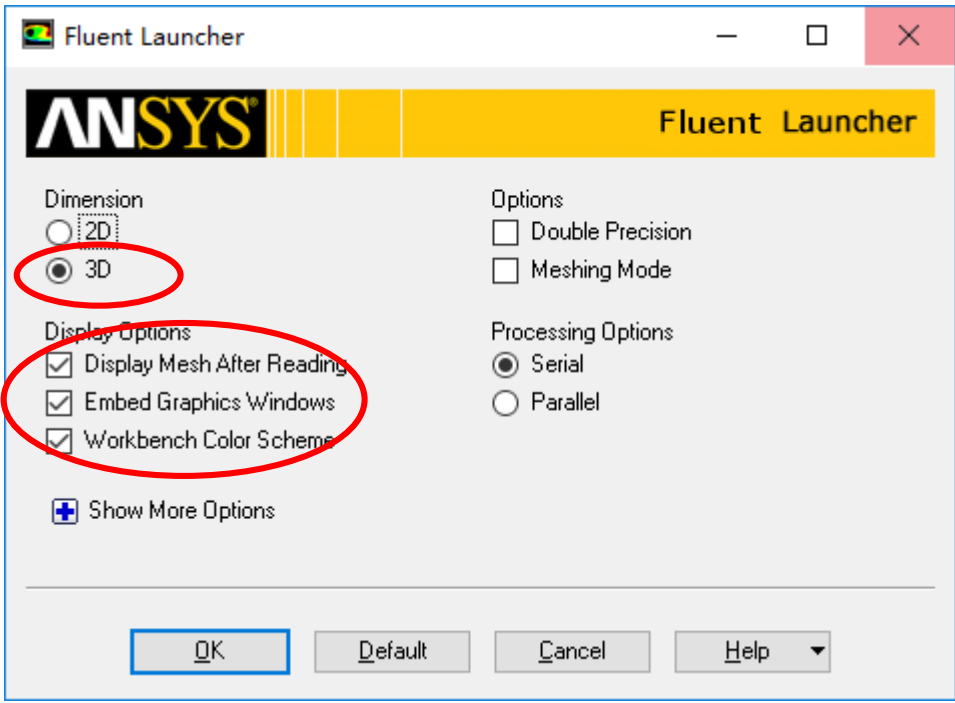 Fluent Launcher
ANSYS®
Fluent Launcher
Dimension
2D
3D
Options
Double Precision
Meshing Mode
Display Options
Display Mesh After Reading
Embed Graphics Windows
Workbench Color Scheme
Processing Options
Serial
Parallel
Show More Options
OK Default Cancel Help